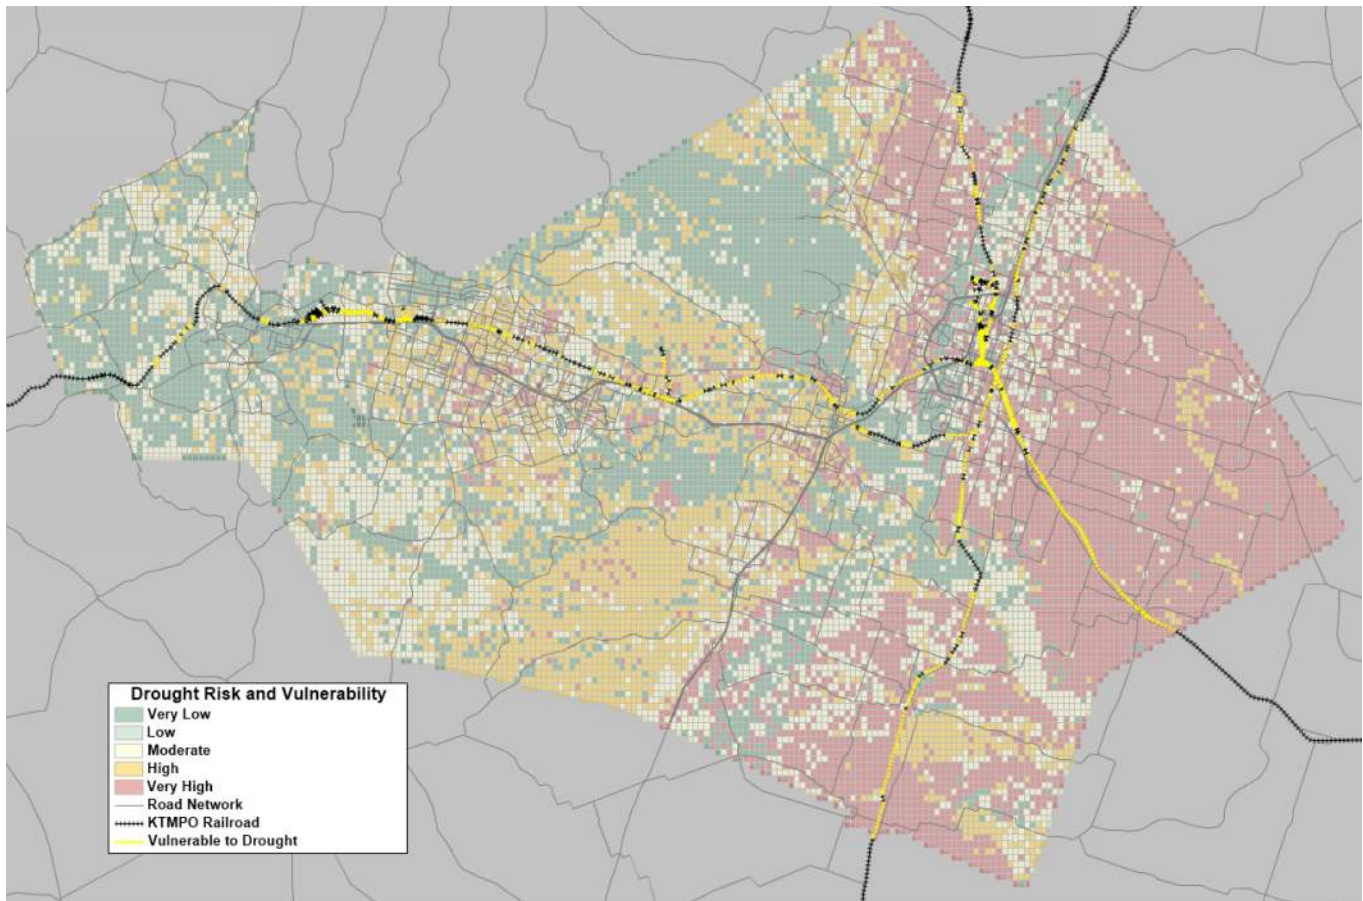 Drought Risk and Vulnerability
Very Low
Low
Moderate
High
Very High
Road Network
KTMPO Railroad
Vulnerable to Drought